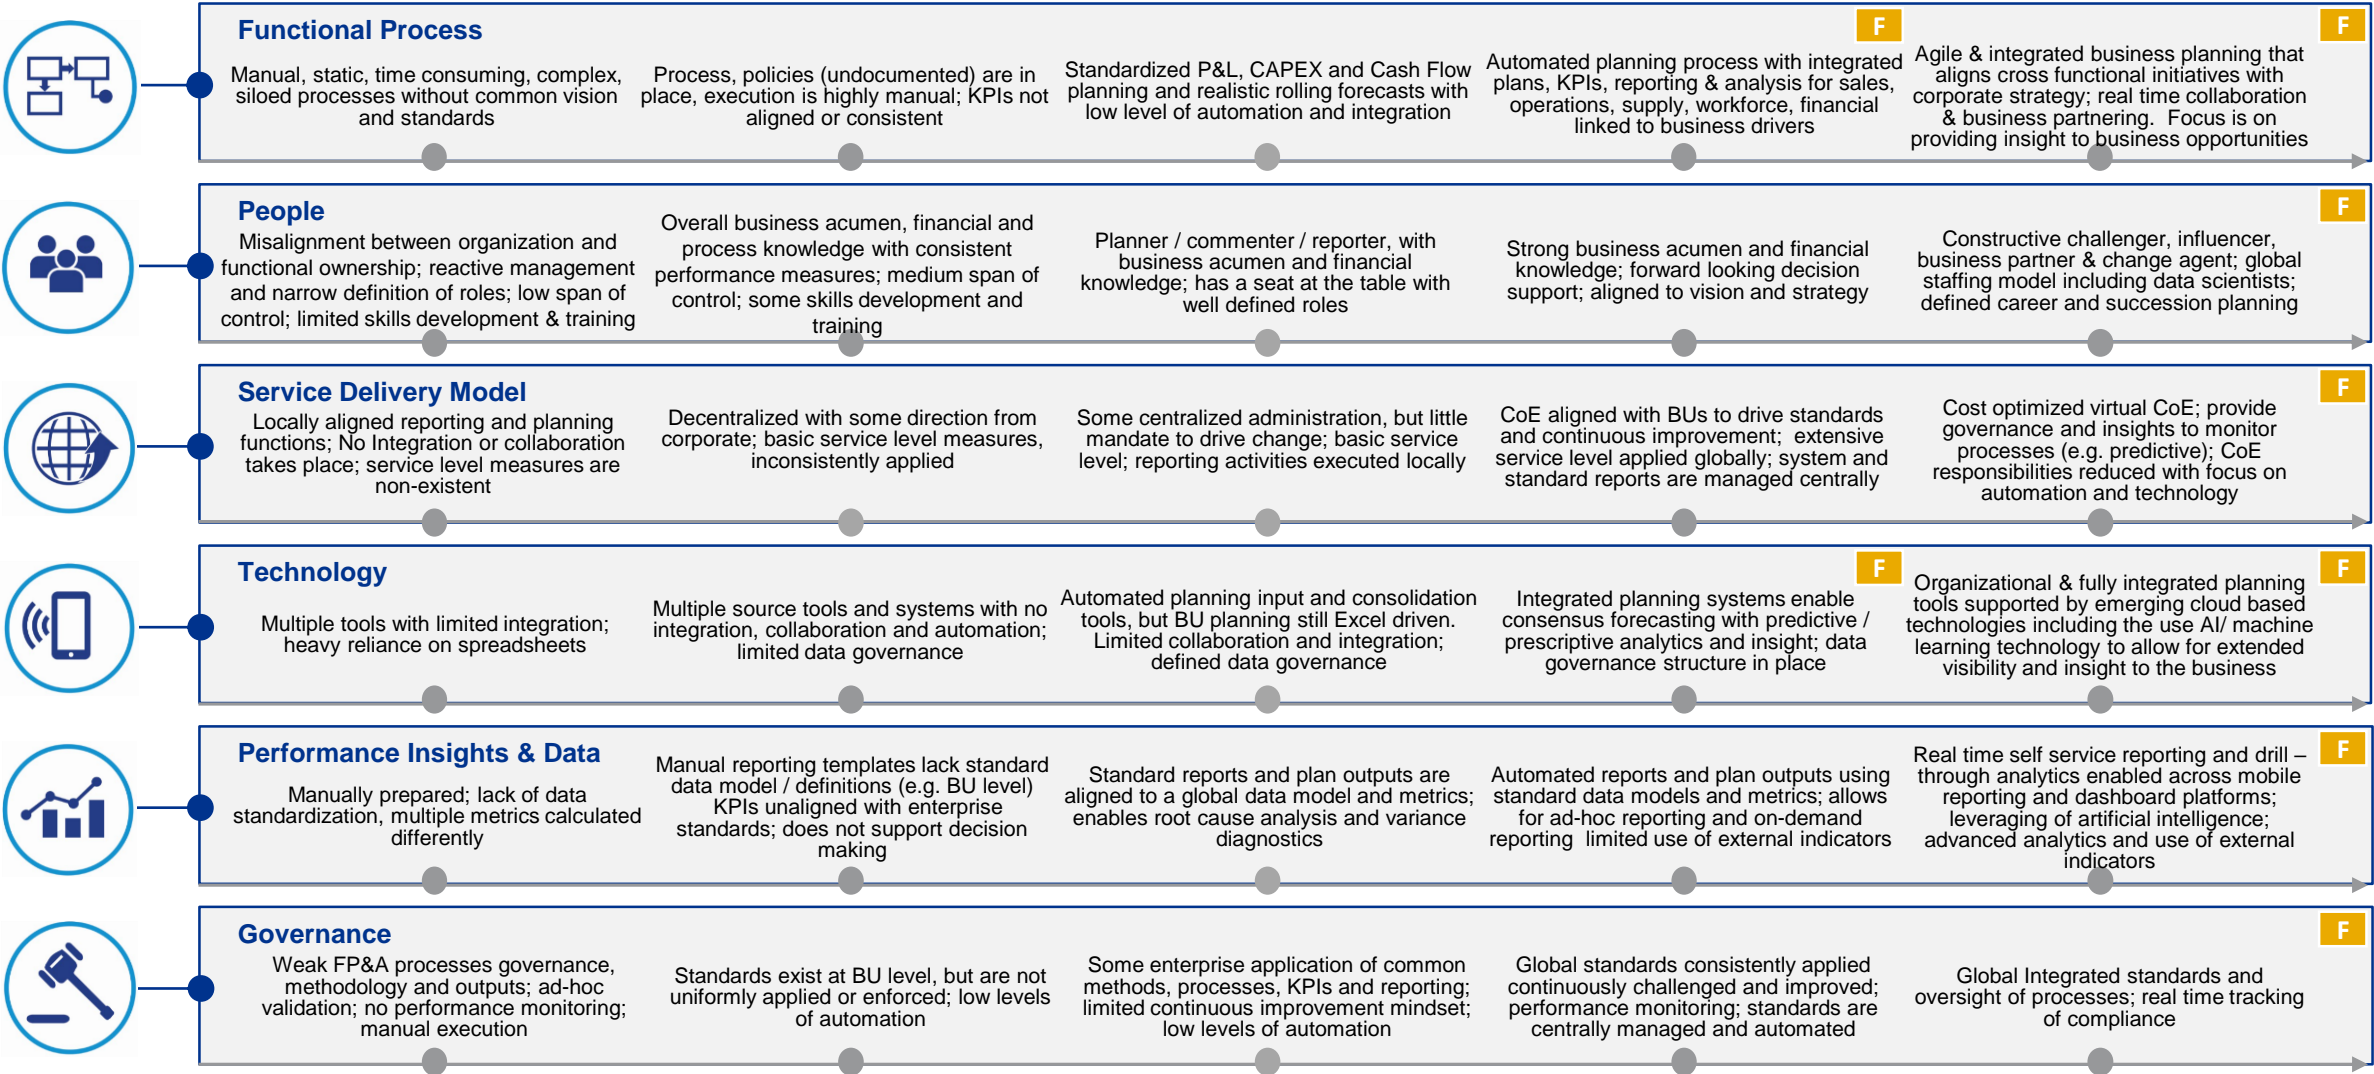 Functional Process
Manual, static, time consuming, complex,
siloed processes without common vision
and standards
Process, policies (undocumented) are in
place, execution is highly manual; KPIs not
aligned or consistent
Standardized P&L, CAPEX and Cash Flow
planning and realistic rolling forecasts with
low level of automation and integration
F
Automated planning process with integrated
plans, KPIs, reporting & analysis for sales,
operations, supply, workforce, financial
linked to business drivers
F
Agile & integrated business planning that
aligns cross functional initiatives with
corporate strategy; real time collaboration
& business partnering.  Focus is on
providing insight to business opportunities
People
Misalignment between organization and
functional ownership; reactive management
and narrow definition of roles; low span of
control; limited skills development & training
Overall business acumen, financial and
process knowledge with consistent
performance measures; medium span of
control; some skills development and
training
Planner / commenter / reporter, with
business acumen and financial
knowledge; has a seat at the table with
well defined roles
Strong business acumen and financial
knowledge; forward looking decision
support; aligned to vision and strategy
F
Constructive challenger, influencer,
business partner & change agent; global
staffing model including data scientists;
defined career and succession planning
Service Delivery Model
Locally aligned reporting and planning
functions; No Integration or collaboration
takes place; service level measures are
non-existent
Decentralized with some direction from
corporate; basic service level measures,
inconsistently applied
Some centralized administration, but little
mandate to drive change; basic service
level; reporting activities executed locally
CoE aligned with BUs to drive standards
and continuous improvement;  extensive
service level applied globally; system and
standard reports are managed centrally
F
Cost optimized virtual CoE; provide
governance and insights to monitor
processes (e.g. predictive); CoE
responsibilities reduced with focus on
automation and technology
Technology
Multiple tools with limited integration;
heavy reliance on spreadsheets
Multiple source tools and systems with no
integration, collaboration and automation;
limited data governance
Automated planning input and consolidation
tools, but BU planning still Excel driven.
Limited collaboration and integration;
defined data governance
F
Integrated planning systems enable
consensus forecasting with predictive /
prescriptive analytics and insight; data
governance structure in place
F
Organizational & fully integrated planning
tools supported by emerging cloud based
technologies including the use AI/ machine
learning technology to allow for extended
visibility and insight to the business
Performance Insights & Data
Manually prepared; lack of data
standardization, multiple metrics calculated
differently
Manual reporting templates lack standard
data model / definitions (e.g. BU level)
KPIs unaligned with enterprise
standards; does not support decision
making
Standard reports and plan outputs are
aligned to a global data model and metrics;
enables root cause analysis and variance
diagnostics
Automated reports and plan outputs using
standard data models and metrics; allows
for ad-hoc reporting and on-demand
reporting  limited use of external indicators
F
Real time self service reporting and drill –
through analytics enabled across mobile
reporting and dashboard platforms;
leveraging of artificial intelligence;
advanced analytics and use of external
indicators
Governance
Weak FP&A processes governance,
methodology and outputs; ad-hoc
validation; no performance monitoring;
manual execution
Standards exist at BU level, but are not
uniformly applied or enforced; low levels
of automation
Some enterprise application of common
methods, processes, KPIs and reporting;
limited continuous improvement mindset;
low levels of automation
Global standards consistently applied
continuously challenged and improved;
performance monitoring; standards are
centrally managed and automated
F
Global Integrated standards and
oversight of processes; real time tracking
of compliance